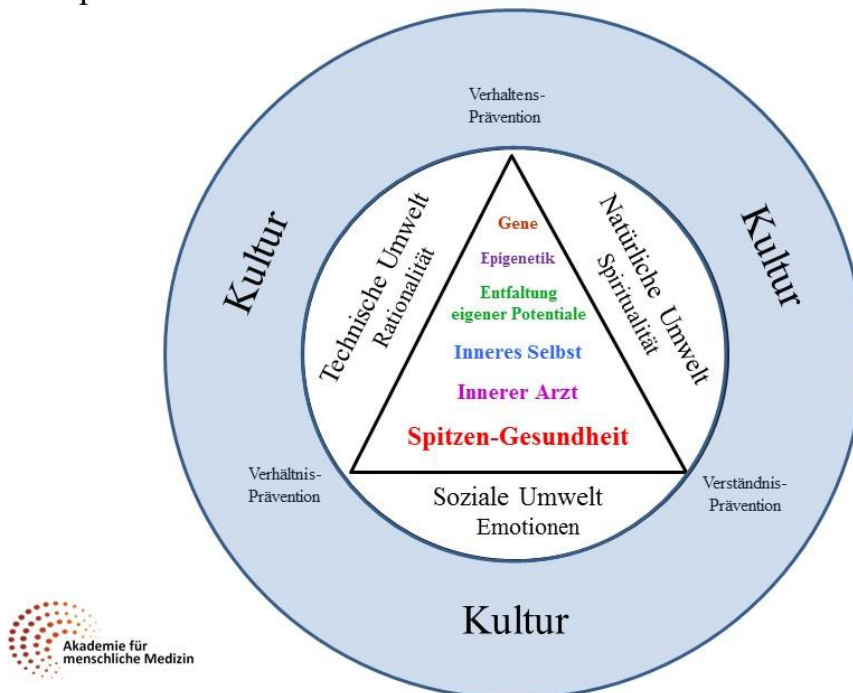 Verhaltens-
Prävention
Kultur
Kultur
Technische Umwelt
Rationalität
Natürliche Umwelt
Spiritualität
Gene
Epigenetik
Entfaltung
eigener Potentiale
Inneres Selbst
Innerer Arzt
Spitzen-Gesundheit
Verhältnis-
Prävention
Verständnis-
Prävention
Soziale Umwelt
Emotionen
Kultur
Akademie für
menschliche Medizin